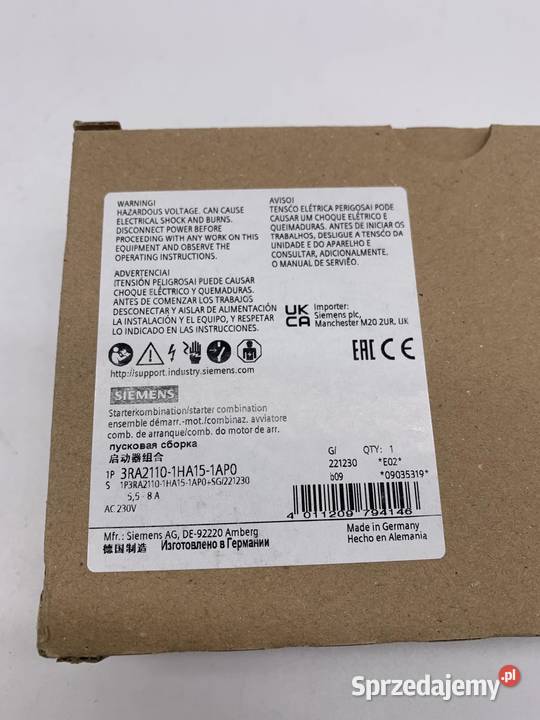 WARNING!
HAZARDOUS VOLTAGE. CAN CAUSE
ELECTRICAL SHOCK AND BURNS.
DISCONNECT POWER BEFORE
PROCEEDING WITH ANY WORK ON THIS
EQUIPMENT AND OBSERVE THE
OPERATING INSTRUCTIONS.
ADVERTENCIA!
!TENSIÓN PELIGROSA! PUEDE CAUSAR
CHOQUE ELÉCTRICO Y QUEMADURAS.
ANTES DE COMENZAR LOS TRABAJOS
DESCONECTAR Y AISLAR DE ALIMENTACIÓN
LA INSTALACIÓN Y EL EQUIPO, Y RESPETAR
LO INDICADO EN LAS INSTRUCCIONES.
AVISO!
TENSCO ELÉTRICA PERIGOSA! PODE
CAUSAR UM CHOQUE ELÉTRICO E
QUEIMADURAS. ANTES DE INICIAR OS
TRABALHOS, DESLIGUE A TENSCO DA
UNIDADE E DO APARELHO E
CONSULTAR, ADICIONALMENTE.
O MANUAL DE SERVIÊO.
UK CA
Importer:
Siemens plc,
Manchester M20 2UR, UK
EAC CE
http://support.industry.siemens.com
SIEMENS
Starterkombination/starter combination
ensemble démarr.-mot./combinaz. avviatore
comb. de arranque/comb. do motor de arr.
пусковая сборка
启动器组合
1P 3RA2110-1HA15-1AP0
S 1P3RA2110-1HA15-1AP0+SG/221230
5,5 - 8 A
AC 230V
G/ QTY: 1
221230 *E02*
b09 *09035319*
4 011209 794146
Mfr.: Siemens AG, DE-92220 Amberg
德国制造 Изготовлено в Германии
Made in Germany
Hecho en Alemania
Sprzedajemy.pl